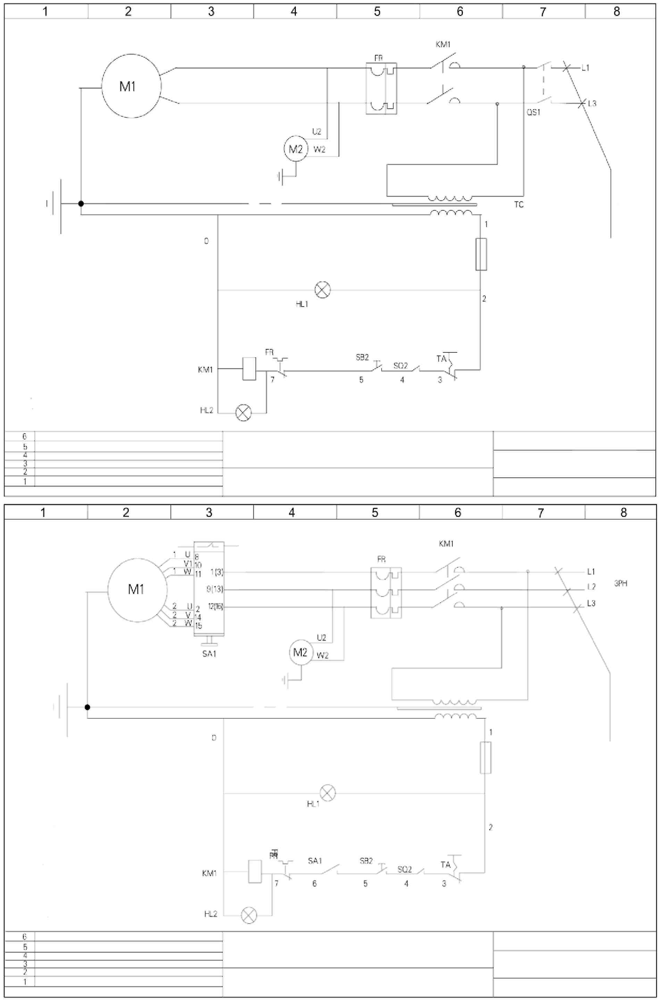 1 2 3 4 5 6 7 8
KM1
FR
L1
M1
L3
QS1
U2
M2 W2
TC
1
0
2
HL1
FR
SB2
TA
SQ2
KM1
7 5 4 3
HL2
6
5
4
3
2
1
1 2 3 4 5 6 7 8
KM1
1 U 8
FR
V1 10
1 W 11 1(3)
L1
3PH
M1
9(13)
L2
12(16)
L3
2 U 2
2 V 14
2 W 15
U2
SA1
M2 W2
1
0
HL1
2
SA1
SB2
TA
SQ2
KM1
7 6 5 4 3
HL2
6
5
4
3
2
1